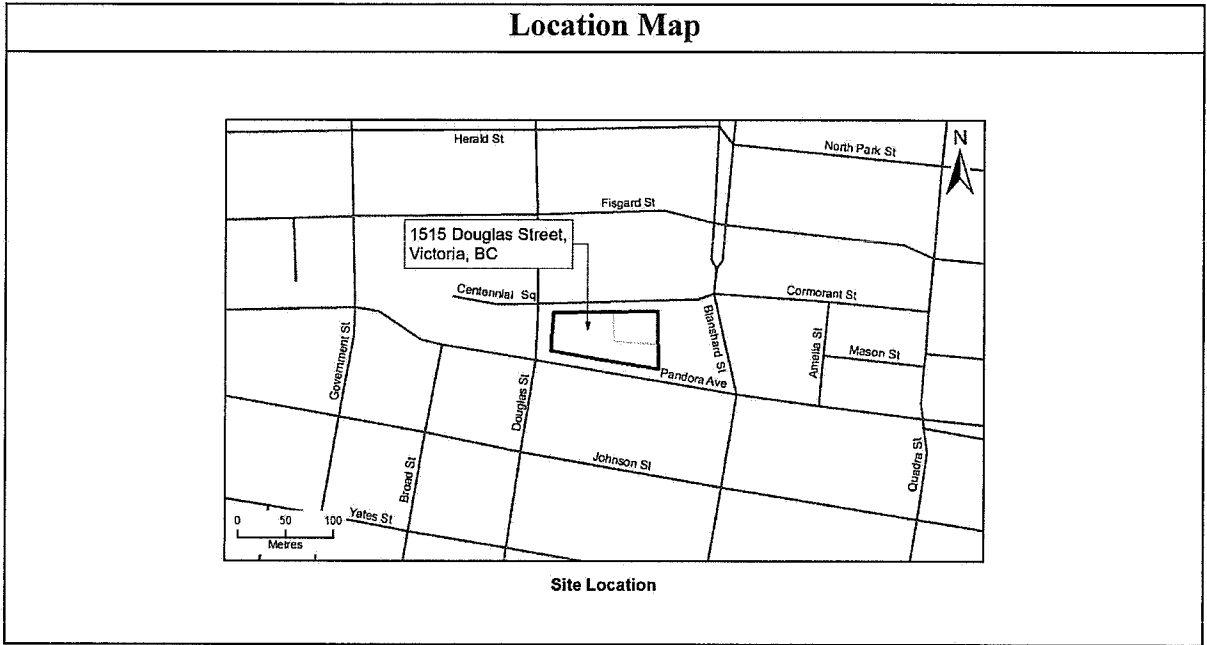 Location Map
Herald St
N
North Park St
Fisgard St
1515 Douglas Street,
Victoria, BC
Centennial Sq
Cormorant St
Government St
Blanshard St
Amelia St
Mason St
Pandora Ave
Douglas St
Johnson St
Broad St
Quadra St
Yates St
0 50 100
Metres
Site Location